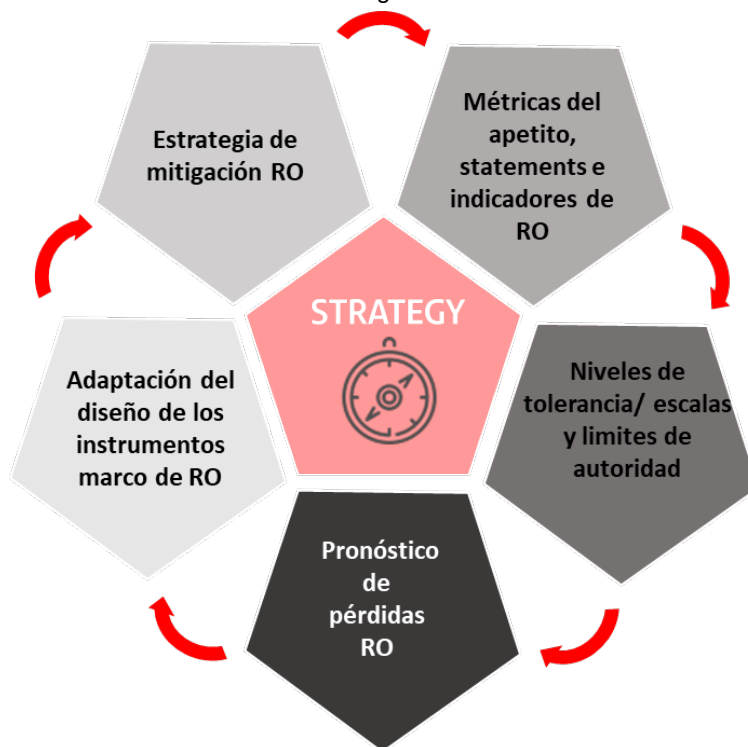 Estrategia de
mitigación RO
Métricas del
apetito,
statements e
indicadores de
RO
STRATEGY
Niveles de
tolerancia/ escalas
y limites de
autoridad
Adaptación del
diseño de los
instrumentos
marco de RO
Pronóstico
de
pérdidas
RO